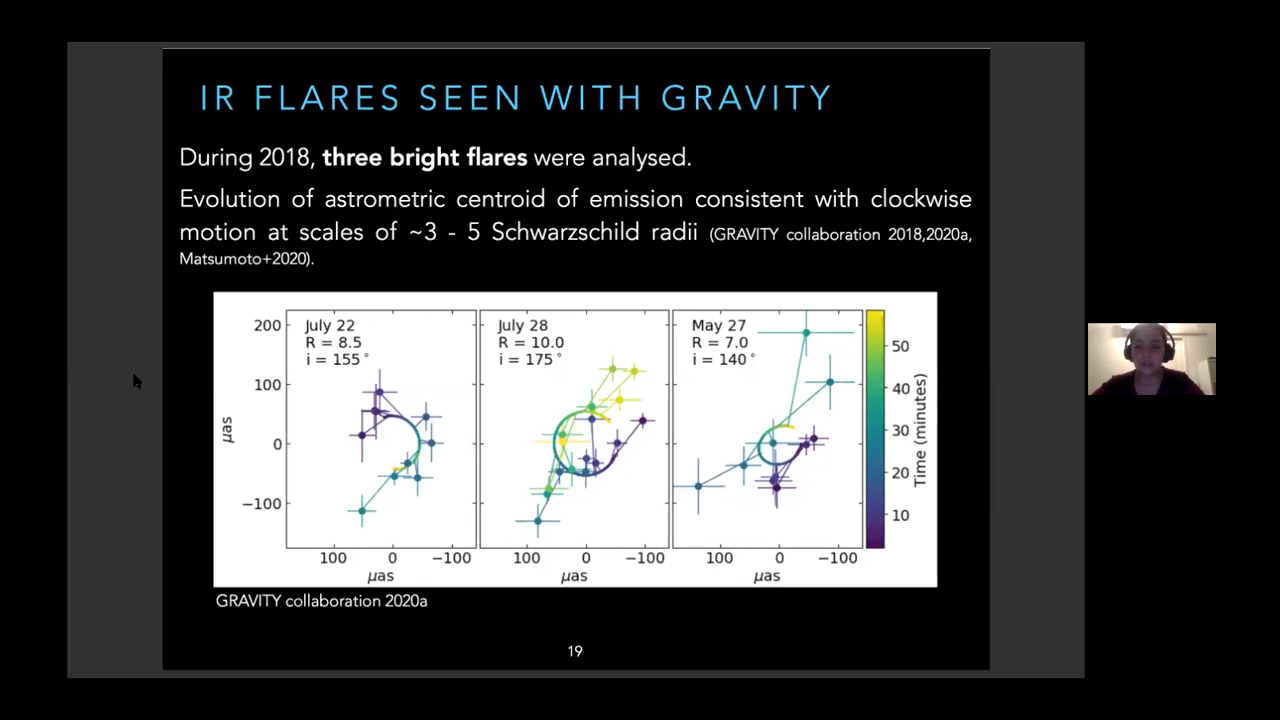 IR FLARES SEEN WITH GRAVITY
During 2018, three bright flares were analysed.
Evolution of astrometric centroid of emission consistent with clockwise
motion at scales of ~3 - 5 Schwarzschild radii (GRAVITY collaboration 2018,2020a,
Matsumoto+2020).
July 22
R = 8.5
i = 155°
July 28
R = 10.0
i = 175°
May 27
R = 7.0
i = 140°
200
100
0
−100
μas
100 0 −100
μas
100 0 −100
μas
100 0 −100
μas
50
40
30
20
10
Time (minutes)
GRAVITY collaboration 2020a
19